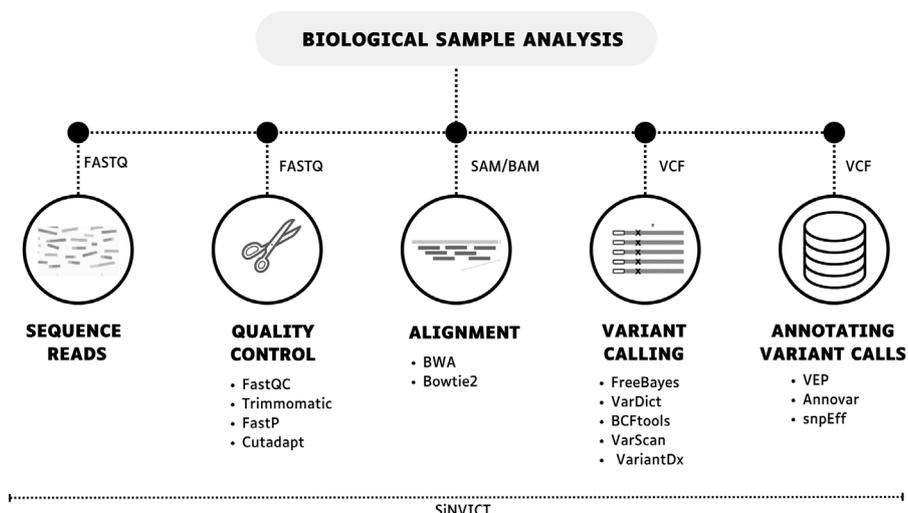 BIOLOGICAL SAMPLE ANALYSIS
FASTQ
FASTQ
SAM/BAM
VCF
VCF
SEQUENCE
READS
QUALITY
CONTROL
• FastQC
• Trimmomatic
• FastP
• Cutadapt
ALIGNMENT
• BWA
• Bowtie2
VARIANT
CALLING
• FreeBayes
• VarDict
• BCFtools
• VarScan
• VariantDx
ANNOTATING
VARIANT CALLS
• VEP
• Annovar
• snpEff
SiNVICT